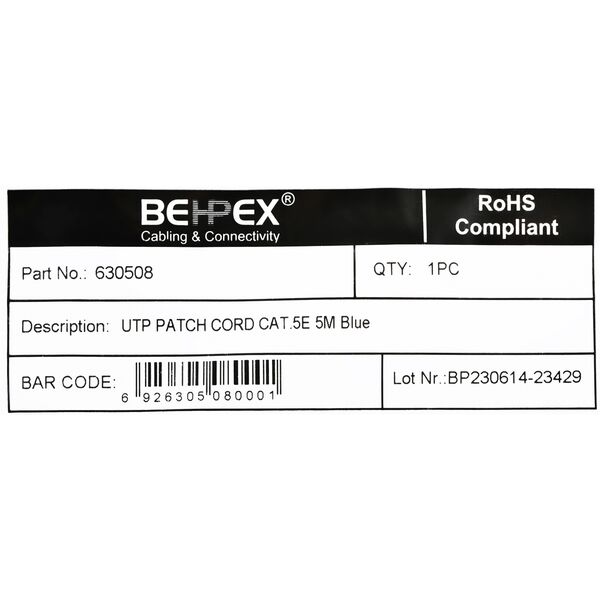 BEHPEX®
Cabling & Connectivity
RoHS
Compliant
Part No.: 630508
QTY: 1PC
Description: UTP PATCH CORD CAT.5E 5M Blue
BAR CODE:
6 926305 080001
Lot Nr.:BP230614-23429